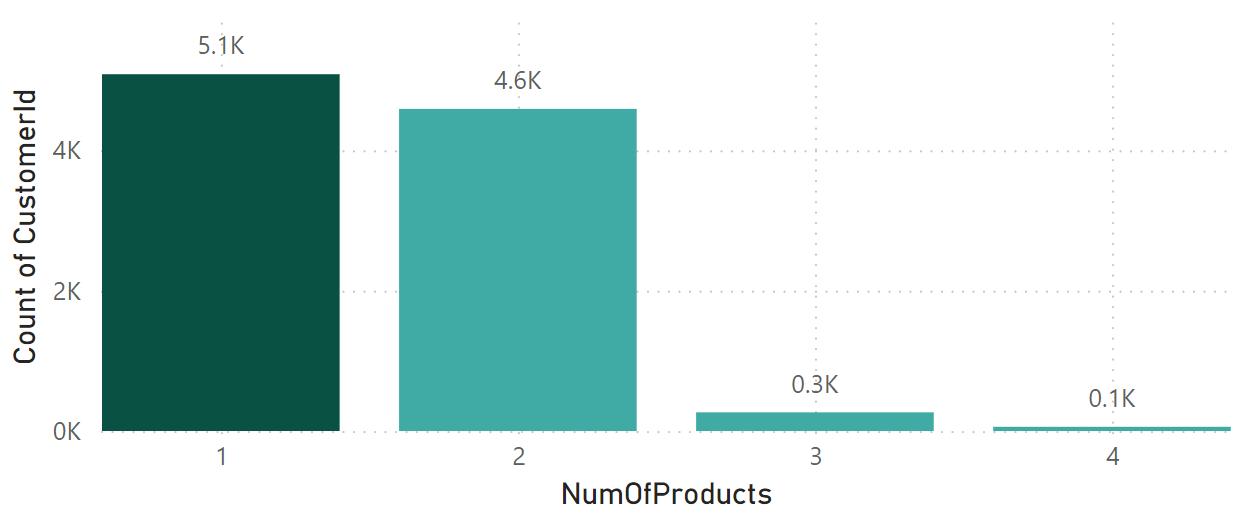 5.1K
4.6K
0.3K
0.1K
4K
2K
0K
Count of CustomerId
1
2
3
4
NumOfProducts